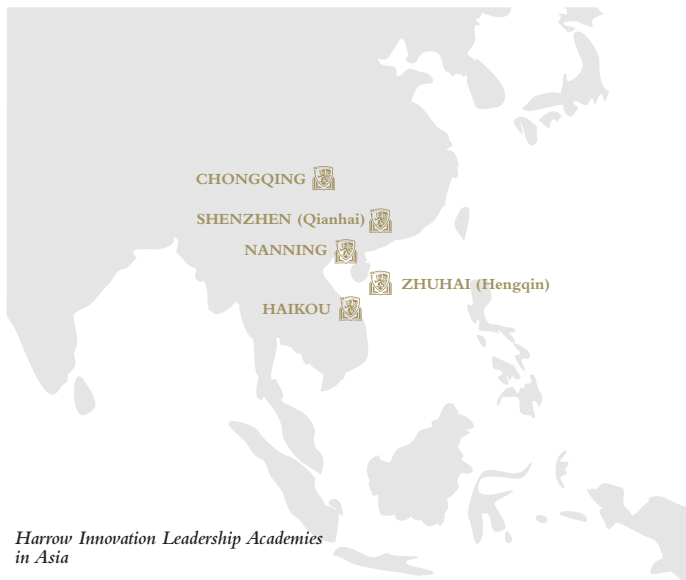 CHONGQING
SHENZHEN (Qianhai)
NANNING
ZHUHAI (Hengqin)
HAIKOU
Harrow Innovation Leadership Academies
in Asia